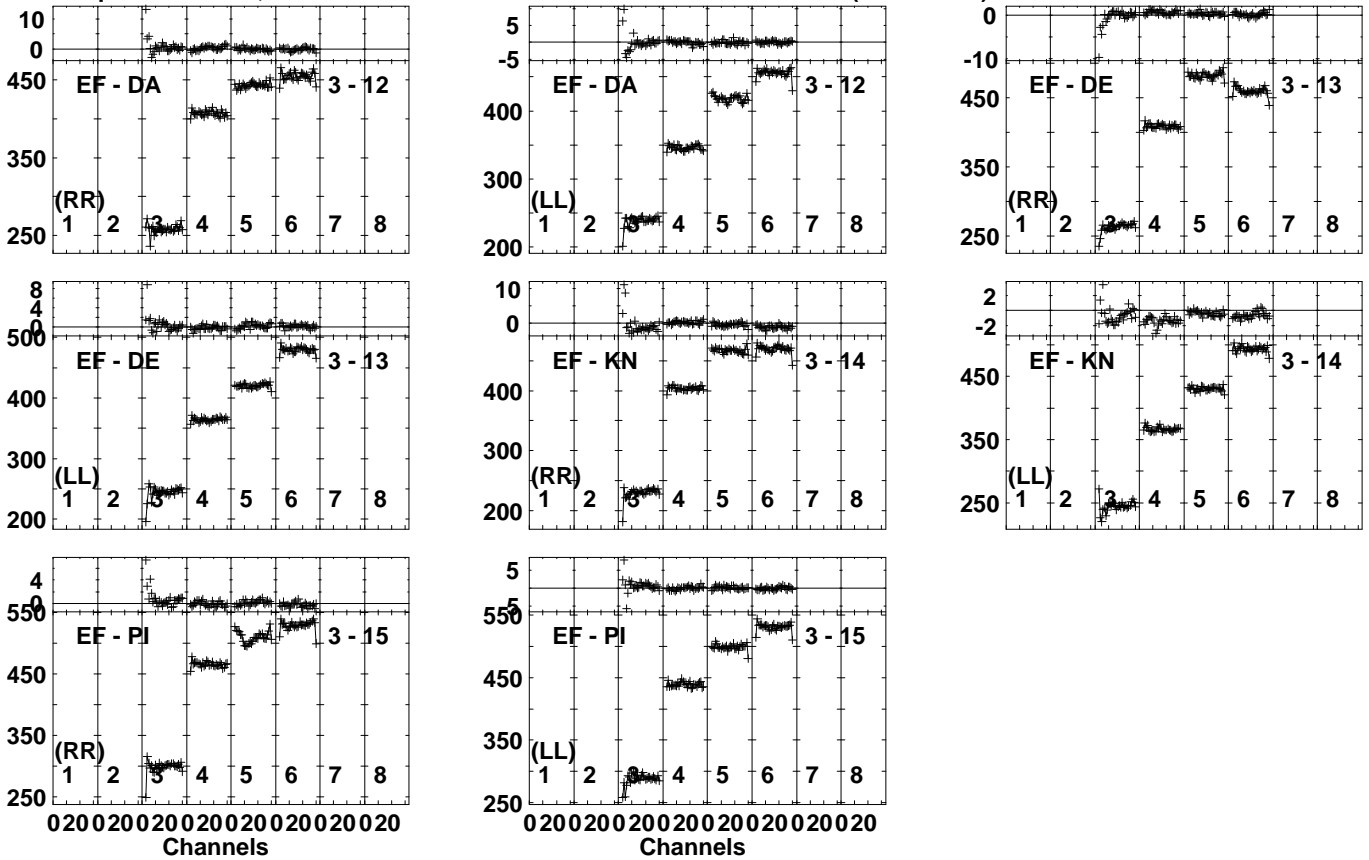 10
0
EF - DA 3 - 12
450
350
250
(RR)
1 2 3 4 5 6 7 8
5
-5
EF - DA 3 - 12
400
300
200
(LL)
1 2 3 4 5 6 7 8
0
-10
EF - DE 3 - 13
450
350
250
(RR)
1 2 3 4 5 6 7 8
8
4
0
500
EF - DE 3 - 13
400
300
200
(LL)
1 2 3 4 5 6 7 8
10
0
EF - KN 3 - 14
400
300
200
(RR)
1 2 3 4 5 6 7 8
2
-2
EF - KN 3 - 14
450
350
250
(LL)
1 2 3 4 5 6 7 8
4
0
550
EF - PI 3 - 15
450
350
250
(RR)
1 2 3 4 5 6 7 8
0 20 0 20 0 20 0 20 0 20 0 20 0 20 0 20
Channels
5
550
EF - PI 3 - 15
450
350
250
(LL)
1 2 3 4 5 6 7 8
0 20 0 20 0 20 0 20 0 20 0 20 0 20 0 20
Channels